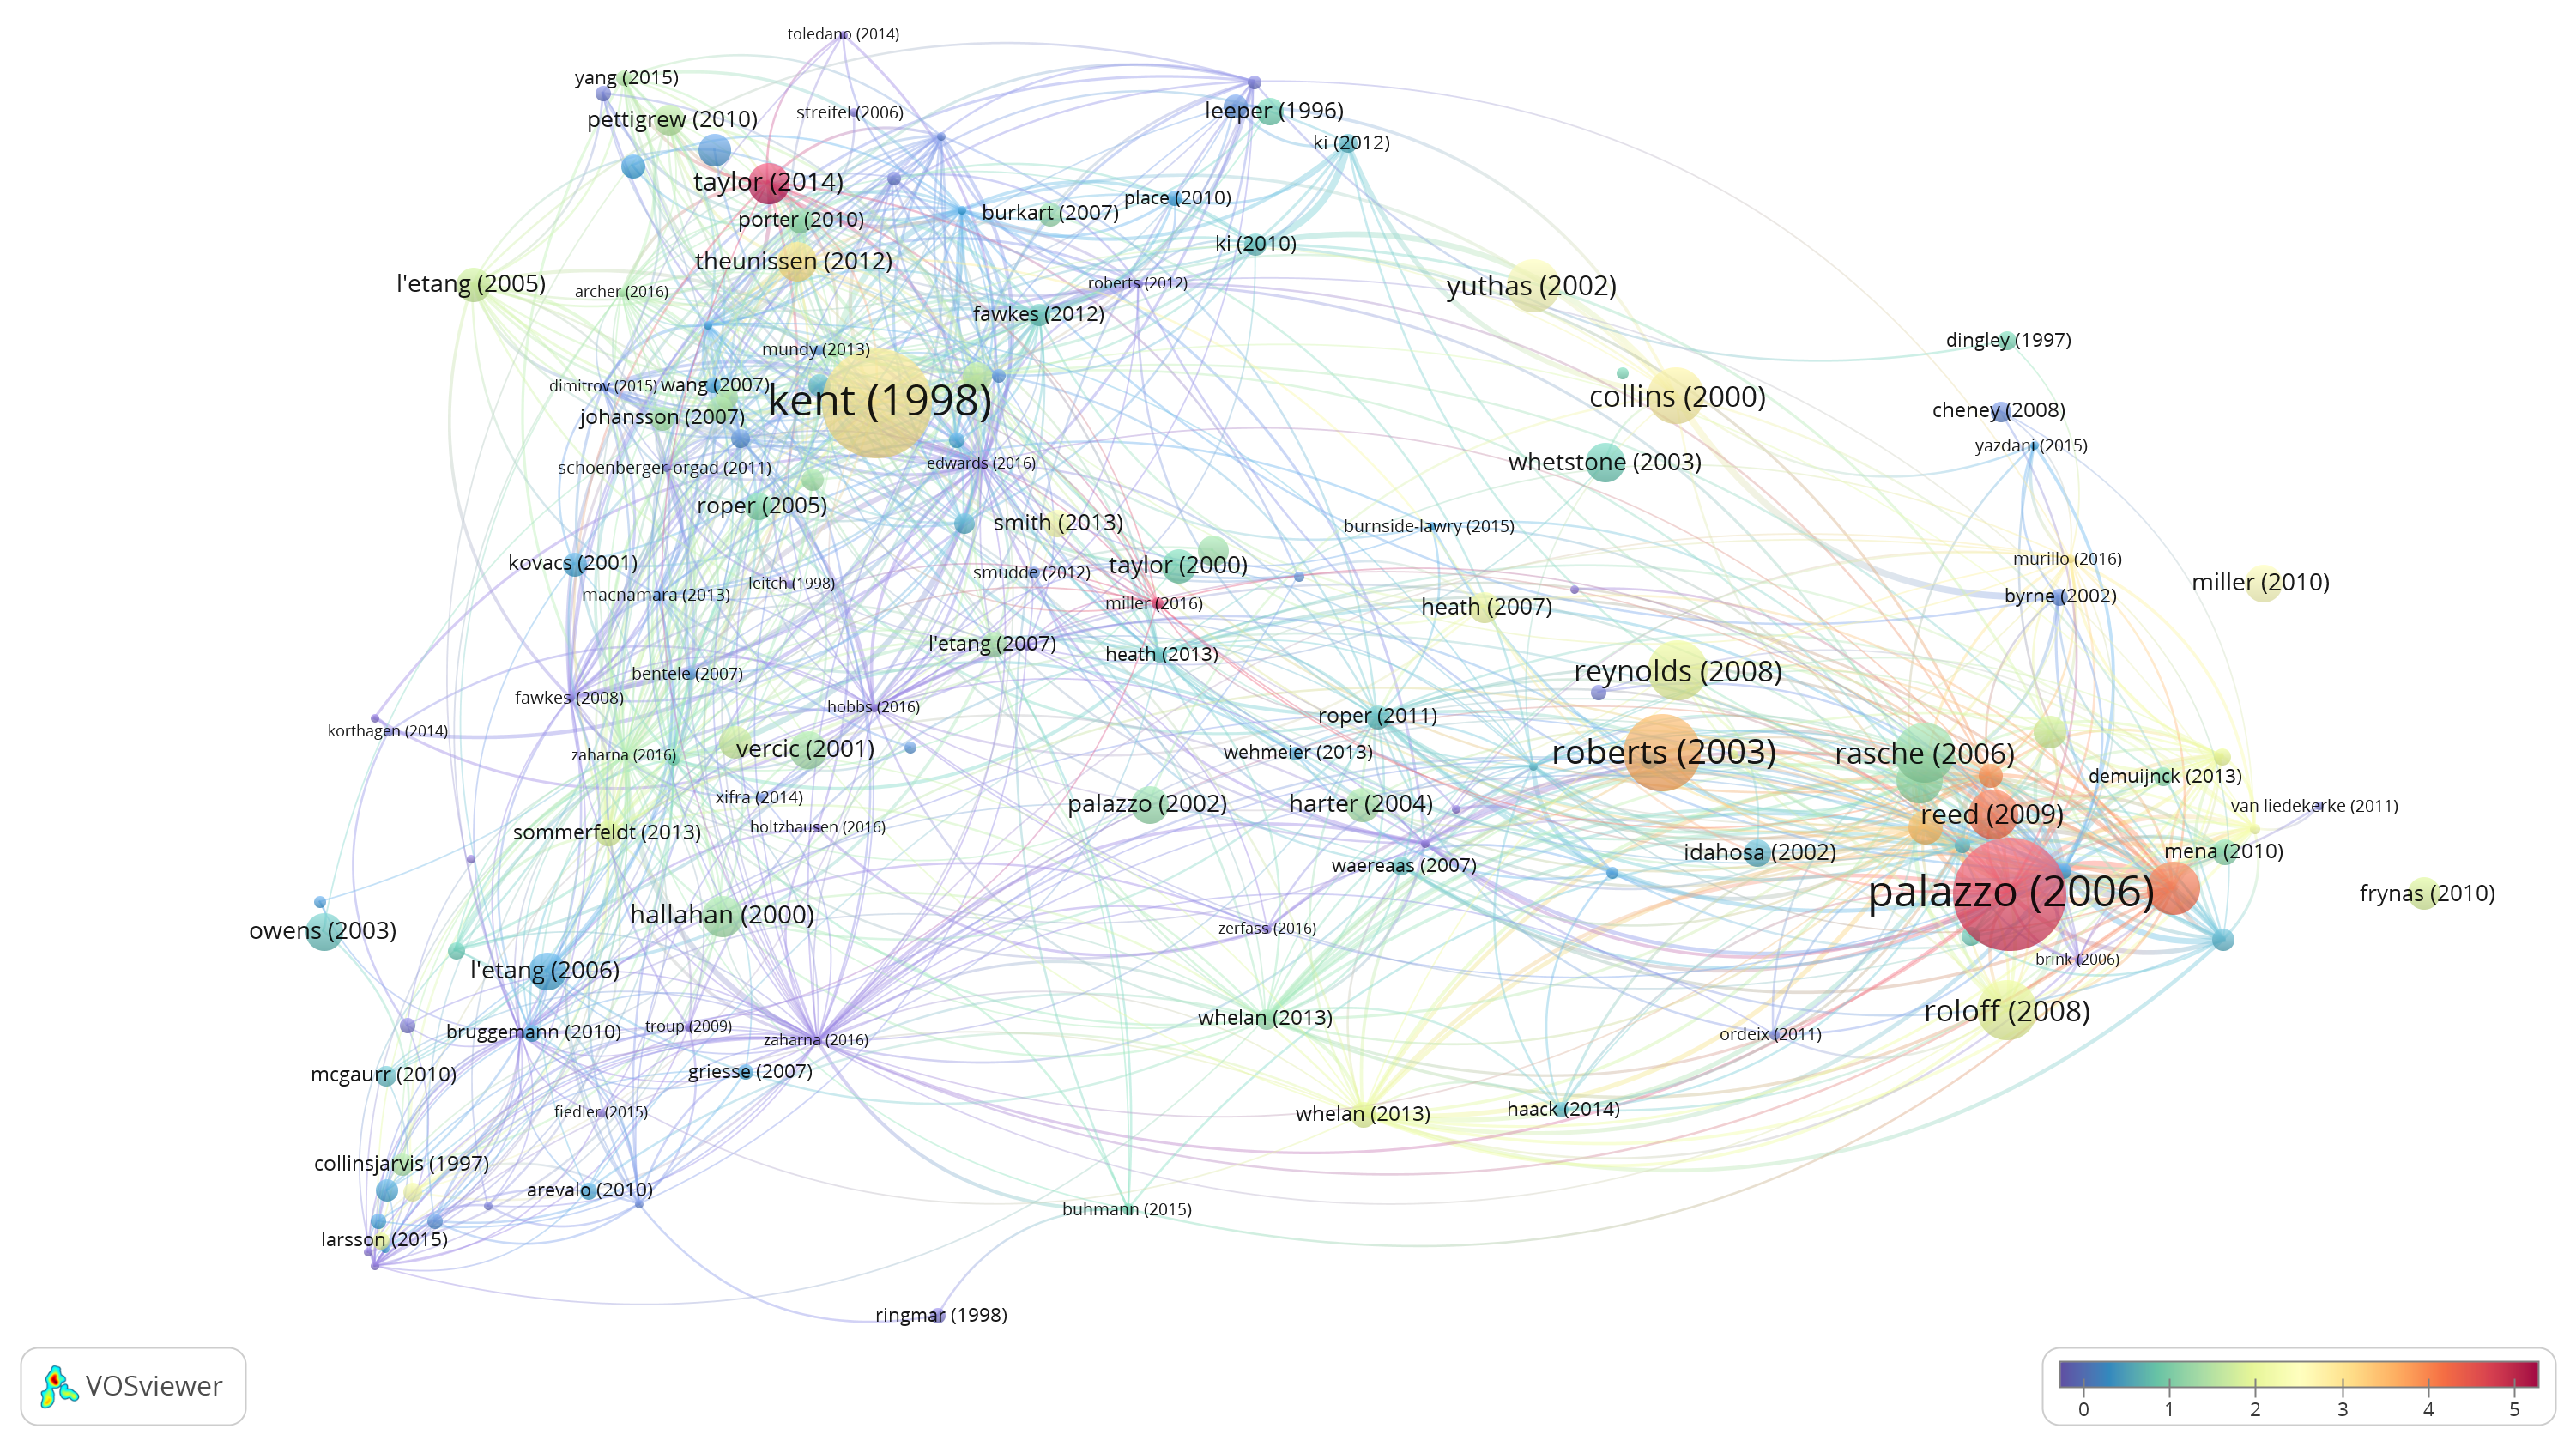 toledano (2014)
yang (2015)
streifel (2006)
leeper (1996)
pettigrew (2010)
ki (2012)
taylor (2014)
place (2010)
porter (2010)
burkart (2007)
ki (2010)
theunissen (2012)
l'etang (2005)
archer (2016)
roberts (2012)
yuthas (2002)
fawkes (2012)
dingley (1997)
mundy (2013)
dimitrov (2015)
wang (2007)
kent (1998)
collins (2000)
johansson (2007)
cheney (2008)
yazdani (2015)
schoenberger-orgad (2011)
edwards (2016)
whetstone (2003)
roper (2005)
smith (2013)
burnside-lawry (2015)
kovacs (2001)
taylor (2000)
murillo (2016)
leitch (1998)
smudde (2012)
miller (2010)
macnamara (2013)
miller (2016)
heath (2007)
byrne (2002)
l'etang (2007)
heath (2013)
bentele (2007)
reynolds (2008)
fawkes (2008)
hobbs (2016)
roper (2011)
korthagen (2014)
zaharna (2016)
vercic (2001)
wehmeier (2013)
roberts (2003)
rasche (2006)
demuijnck (2013)
xifra (2014)
palazzo (2002)
harter (2004)
van liedekerke (2011)
sommerfeldt (2013)
holtzhausen (2016)
reed (2009)
waereaas (2007)
idahosa (2002)
mena (2010)
palazzo (2006)
frynas (2010)
hallahan (2000)
owens (2003)
zerfass (2016)
brink (2006)
l'etang (2006)
whelan (2013)
roloff (2008)
bruggemann (2010)
troup (2009)
zaharna (2016)
ordeix (2011)
mcgaurr (2010)
griesse (2007)
fiedler (2015)
whelan (2013)
haack (2014)
collinsjarvis (1997)
arevalo (2010)
buhmann (2015)
larsson (2015)
ringmar (1998)
VOSviewer
0 1 2 3 4 5